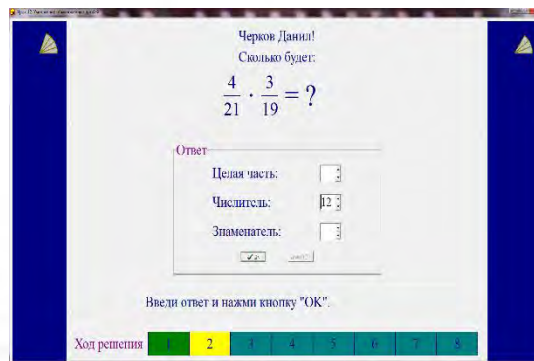 Черков Данил!
Сколько будет:
4/21 · 3/19 = ?
Ответ
Целая часть:
Числитель: 12
Знаменатель:
Введи ответ и нажми кнопку "OK".
Ход решения 1 2 3 4 5 6 7 8